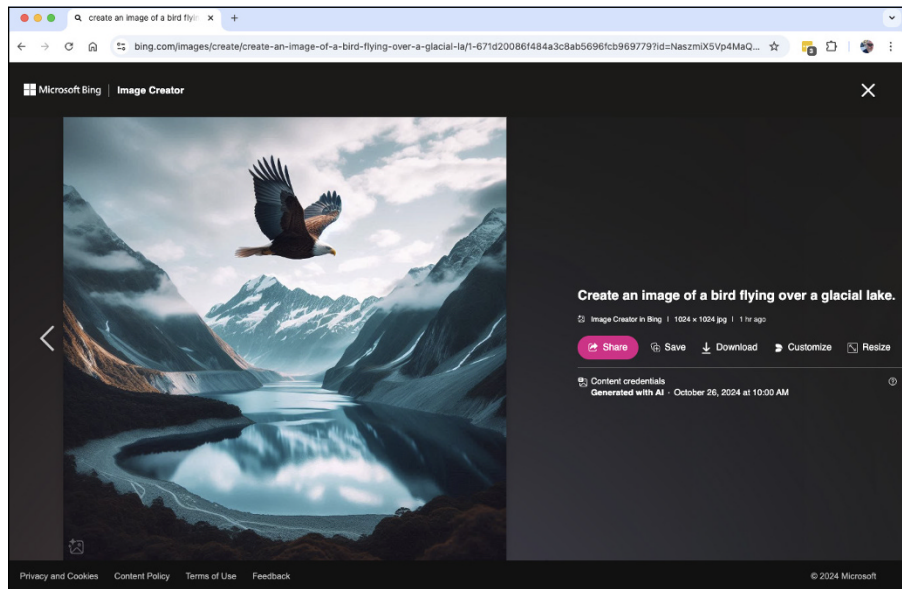 create an image of a bird flyin
bing.com/images/create/create-an-image-of-a-bird-flying-over-a-glacial-la/1-671d20086f484a3c8ab5696fcb969779?id=NaszmiX5Vp4MaQ...
3
Microsoft Bing | Image Creator
Create an image of a bird flying over a glacial lake.
Image Creator in Bing | 1024 × 1024 jpg | 1 hr ago
Share Save Download Customize Resize
Content credentials
Generated with AI · October 26, 2024 at 10:00 AM
Privacy and Cookies Content Policy Terms of Use Feedback © 2024 Microsoft